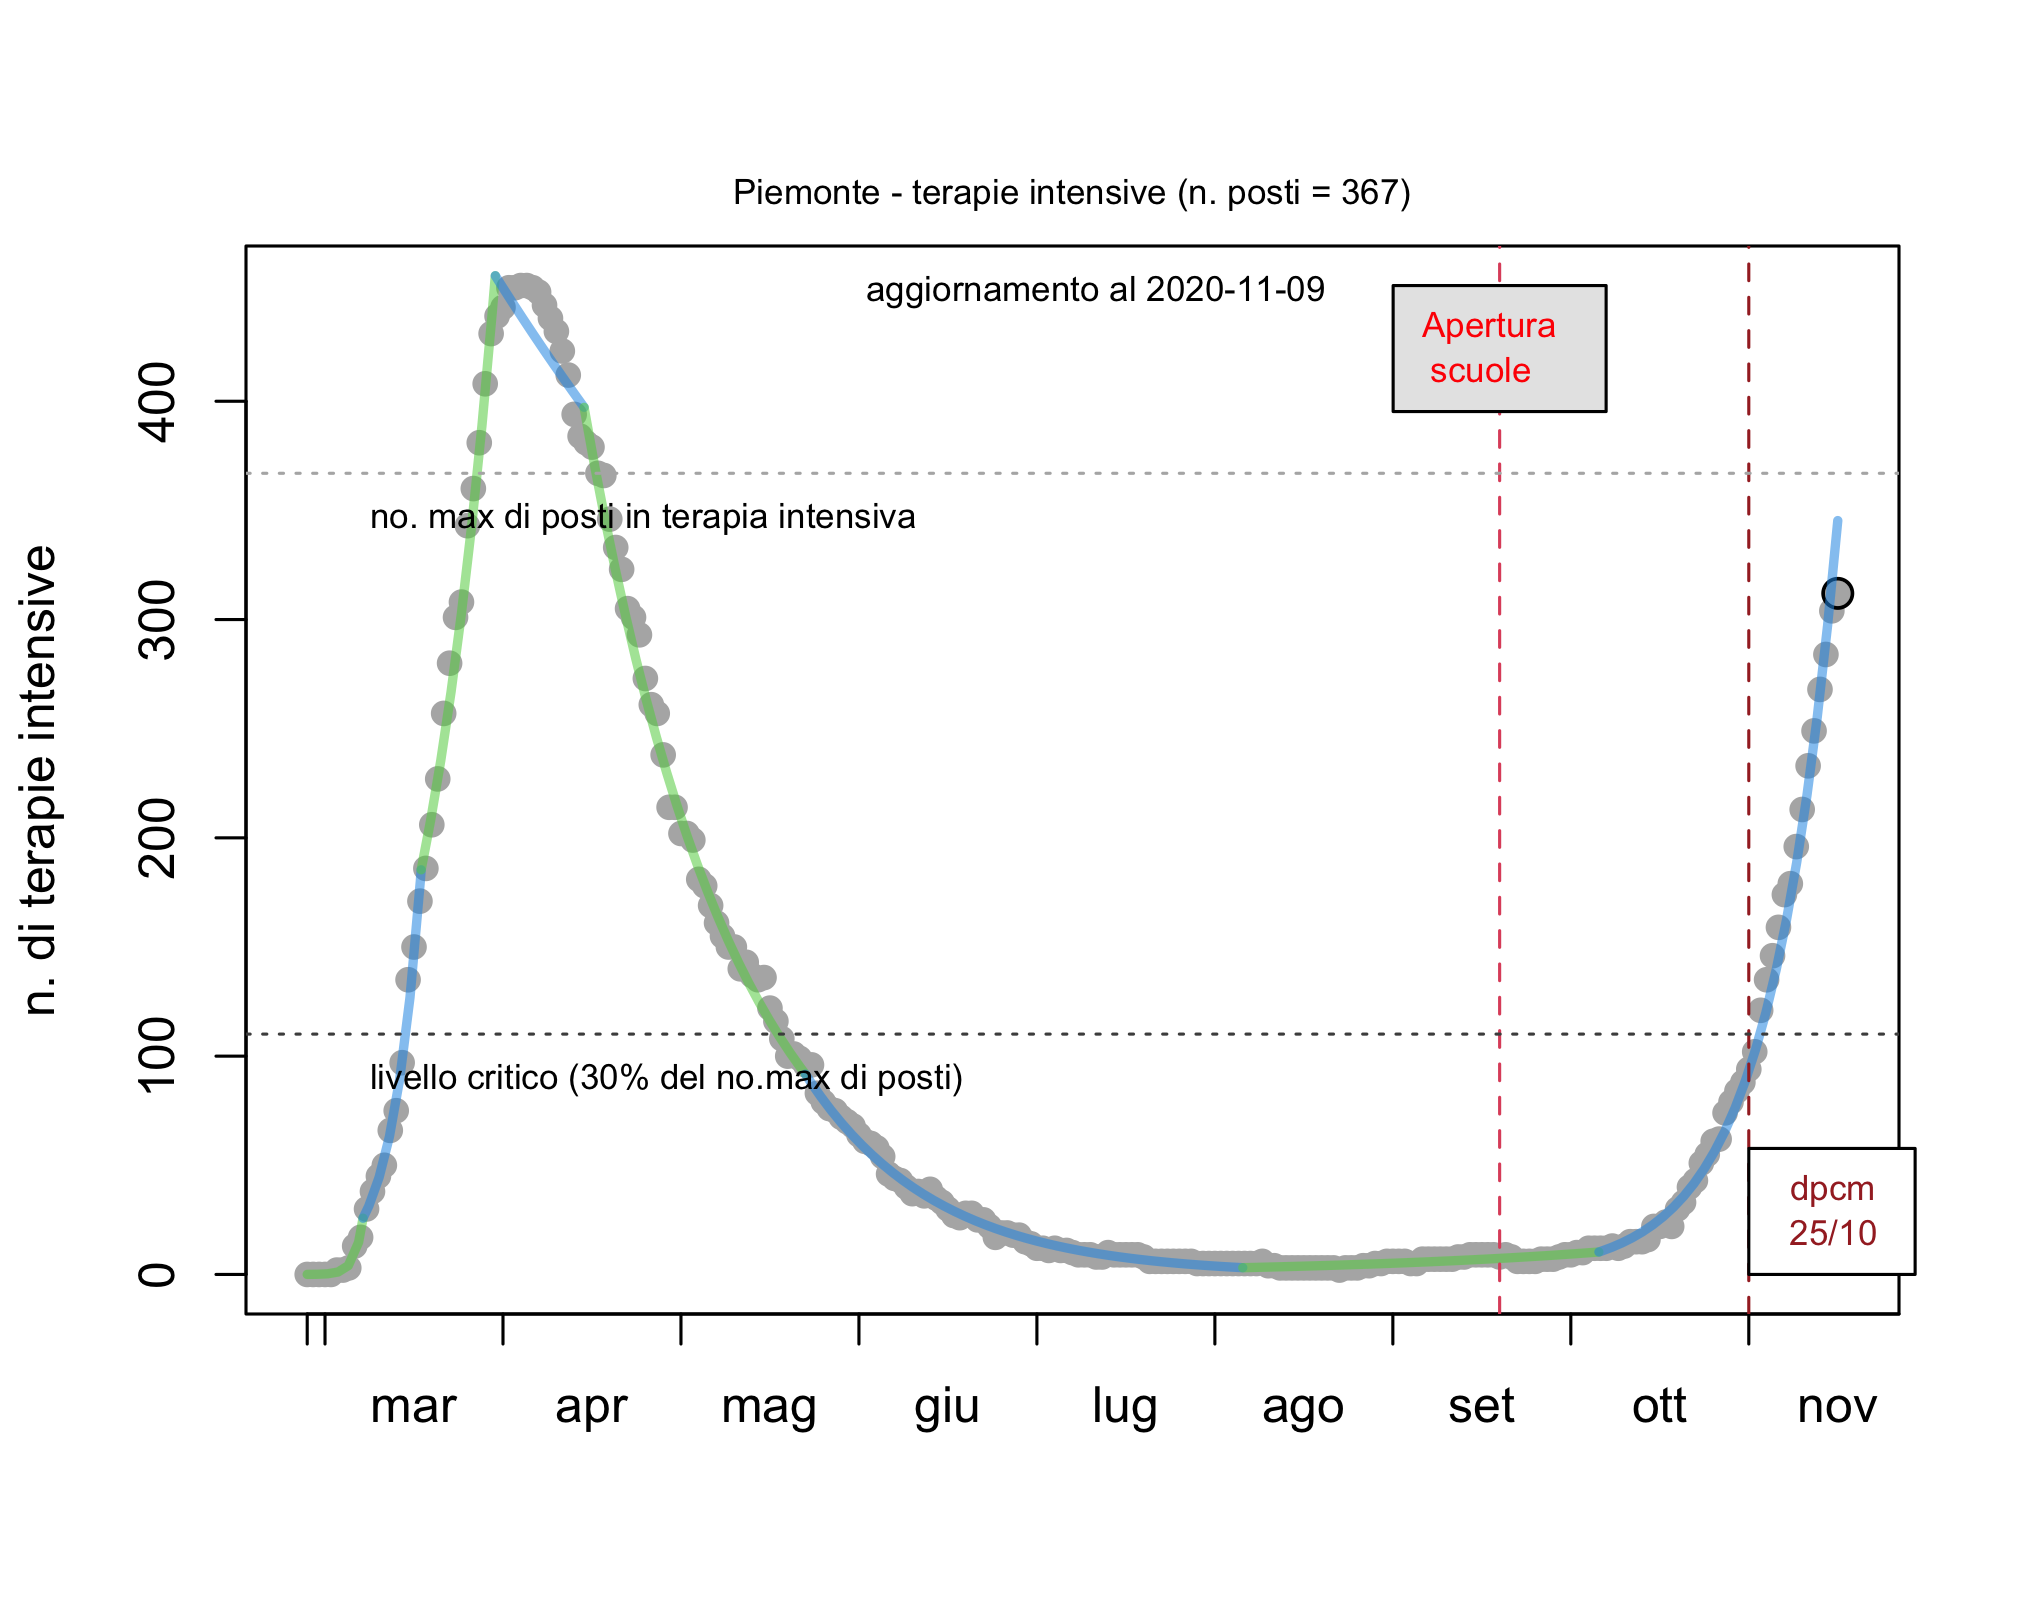 Piemonte - terapie intensive (n. posti = 367)
aggiornamento al 2020-11-09
Apertura
scuole
no. max di posti in terapia intensiva
livello critico (30% del no.max di posti)
dpcm
25/10
n. di terapie intensive
400
300
200
100
0
mar apr mag giu lug ago set ott nov